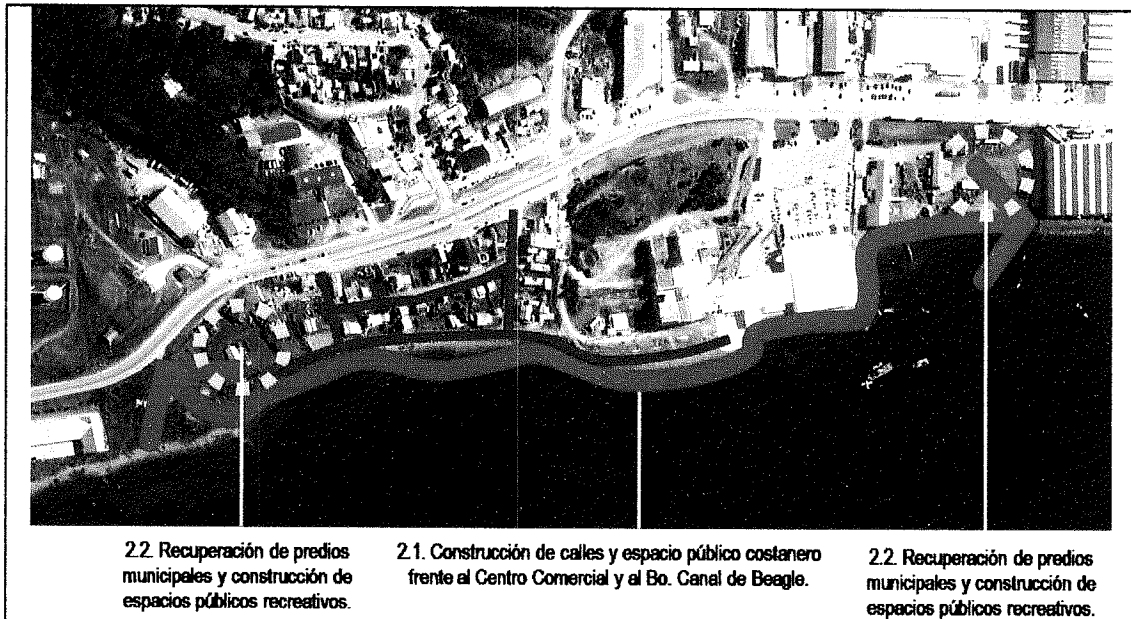 2.2. Recuperación de predios
municipales y construcción de
espacios públicos recreativos.
2.1. Construcción de calles y espacio público costanero
frente al Centro Comercial y al Bo. Canal de Beagle.
2.2. Recuperación de predios
municipales y construcción de
espacios públicos recreativos.